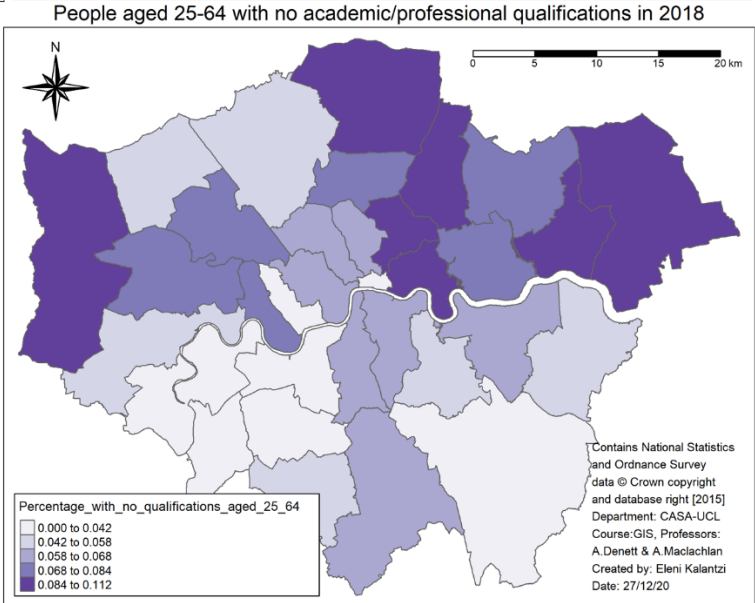 People aged 25-64 with no academic/professional qualifications in 2018
N
0 5 10 15 20 km
Contains National Statistics
and Ordnance Survey
data © Crown copyright
and database right [2015]
Department: CASA-UCL
Course:GIS, Professors:
A.Denett & A.Maclachlan
Created by: Eleni Kalantzi
Date: 27/12/20
Percentage_with_no_qualifications_aged_25_64
0.000 to 0.042
0.042 to 0.058
0.058 to 0.068
0.068 to 0.084
0.084 to 0.112